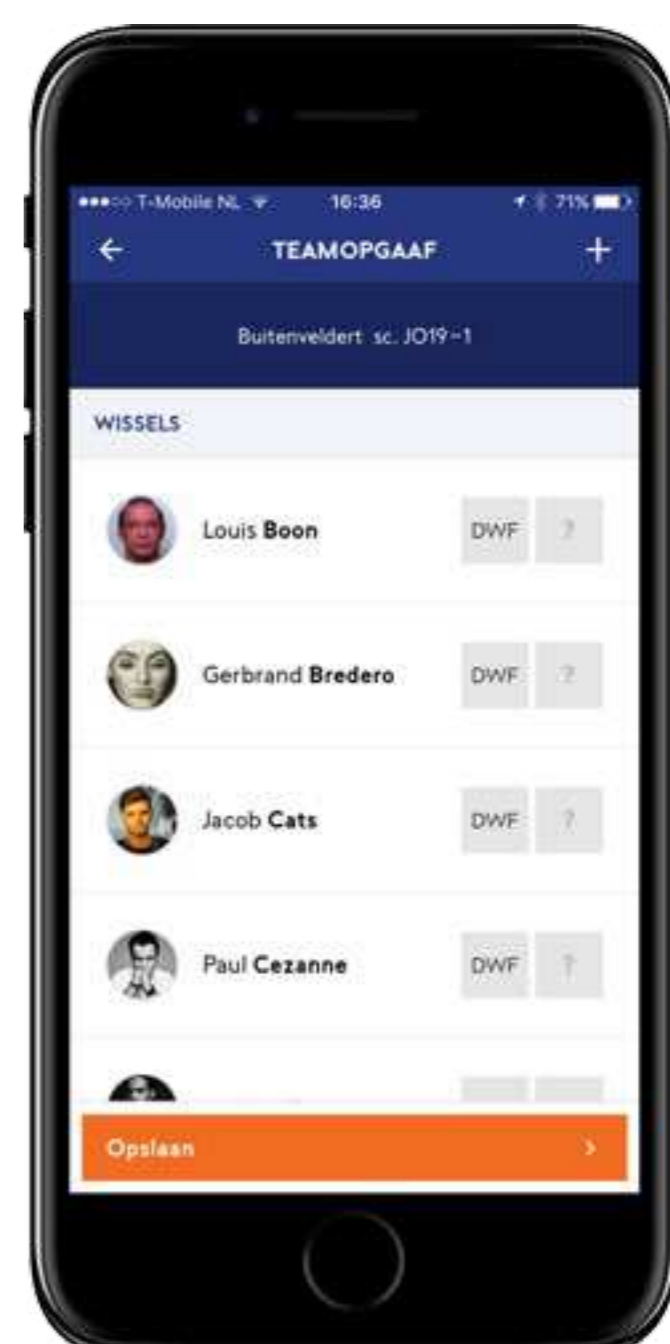 T-Mobile NL 16:36 71%
TEAMOPGAAF
Buitenveldert sc. JO19-1
WISSELS
Louis Boon DWF ?
Gerbrand Bredero DWF ?
Jacob Cats DWF ?
Paul Cezanne DWF ?
Opslaan